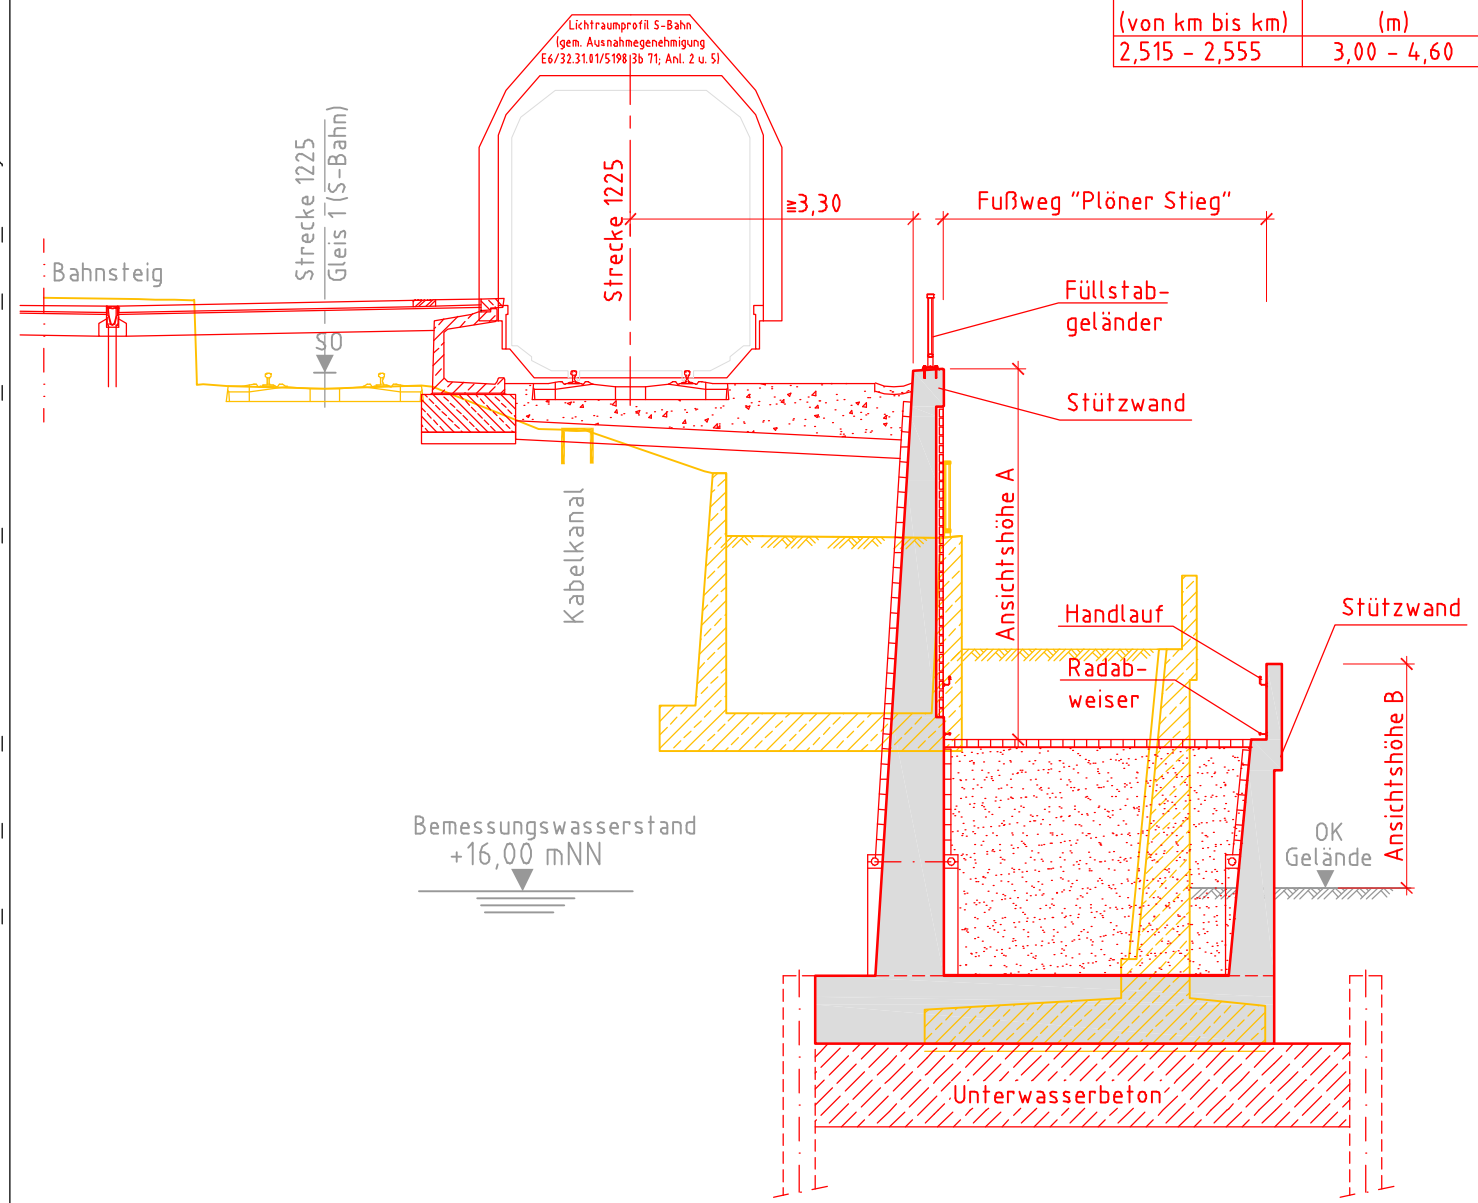 Lichtraumprofil S-Bahn
(gem. Ausnahmegenehmigung
E6/32.31.01/5198 3b 71; Anl. 2 u. 5)
(von km bis km) (m)
2,515 - 2,555 3,00 - 4,60
Strecke 1225
Gleis 1 (S-Bahn)
Strecke 1225
≧3,30
Fußweg "Plöner Stieg"
Bahnsteig
SO
Füllstab-
geländer
Stützwand
Kabelkanal
Ansichtshöhe A
Handlauf
Stützwand
Radab-
weiser
Ansichtshöhe B
Bemessungswasserstand
+16,00 mNN
OK
Gelände
Unterwasserbeton